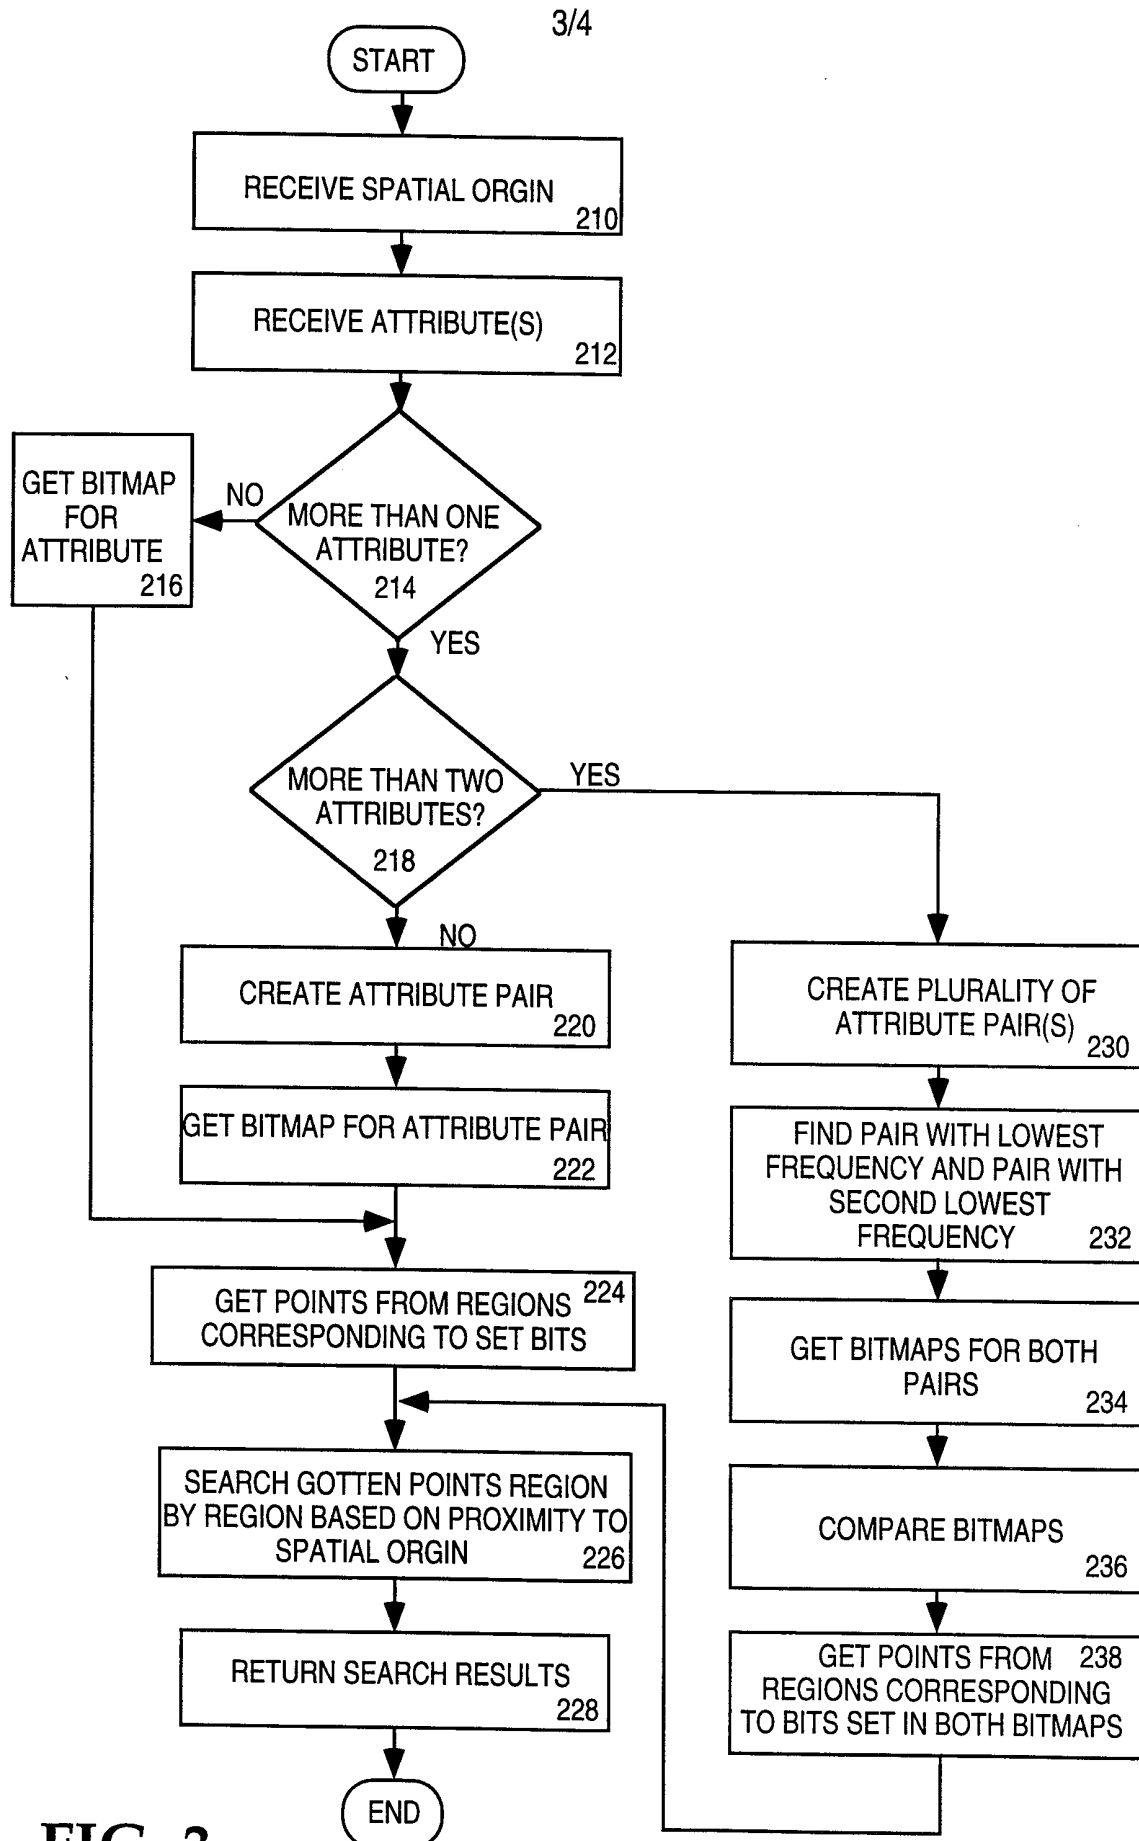 3/4
START
RECEIVE SPATIAL ORGIN
210
RECEIVE ATTRIBUTE(S)
212
GET BITMAP
FOR
ATTRIBUTE
216
NO
MORE THAN ONE
ATTRIBUTE?
214
YES
MORE THAN TWO
ATTRIBUTES?
218
YES
NO
CREATE ATTRIBUTE PAIR
220
GET BITMAP FOR ATTRIBUTE PAIR
222
GET POINTS FROM REGIONS
CORRESPONDING TO SET BITS
224
SEARCH GOTTEN POINTS REGION
BY REGION BASED ON PROXIMITY TO
SPATIAL ORGIN
226
RETURN SEARCH RESULTS
228
END
CREATE PLURALITY OF
ATTRIBUTE PAIR(S)
230
FIND PAIR WITH LOWEST
FREQUENCY AND PAIR WITH
SECOND LOWEST
FREQUENCY
232
GET BITMAPS FOR BOTH
PAIRS
234
COMPARE BITMAPS
236
GET POINTS FROM
238
REGIONS CORRESPONDING
TO BITS SET IN BOTH BITMAPS
FIG.